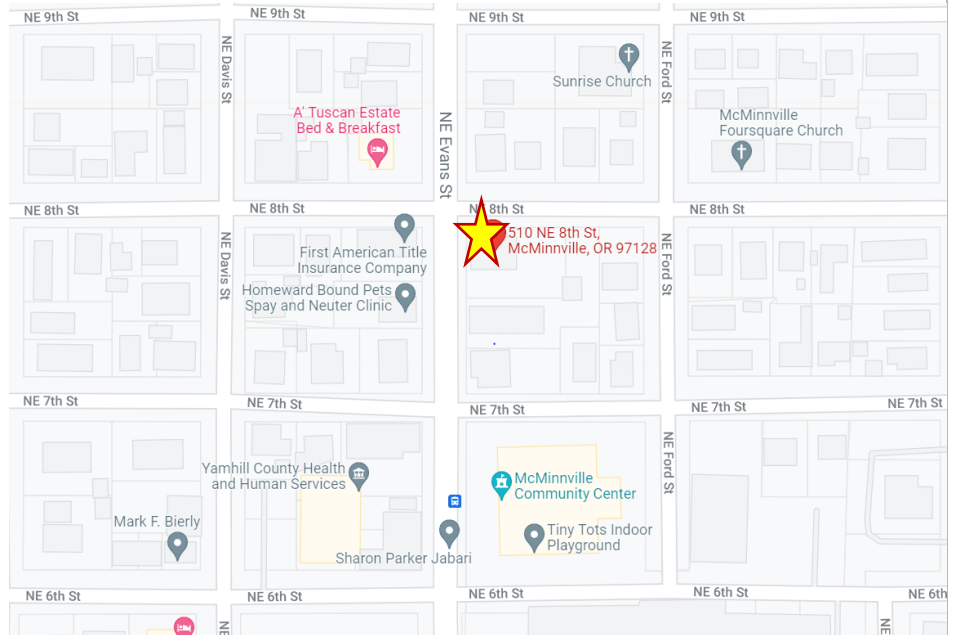 NE 9th St
NE 9th St
NE 9th St
NE 9th St
NE Davis St
NE Ford St
Sunrise Church
A' Tuscan Estate
Bed & Breakfast
NE Evans St
McMinnville
Foursquare Church
NE 8th St
NE 8th St
NE 8th St
NE 8th St
510 NE 8th St,
McMinnville, OR 97128
First American Title
Insurance Company
NE Davis St
NE Ford St
Homeward Bound Pets
Spay and Neuter Clinic
NE 7th St
NE 7th St
NE 7th St
NE 7th St
NE 7th St
NE Ford St
Yamhill County Health
and Human Services
McMinnville
Community Center
Mark F. Bierly
Tiny Tots Indoor
Playground
Sharon Parker Jabari
NE 6th St
NE 6th St
NE 6th St
NE 6th St
NE 6th
NE
NE